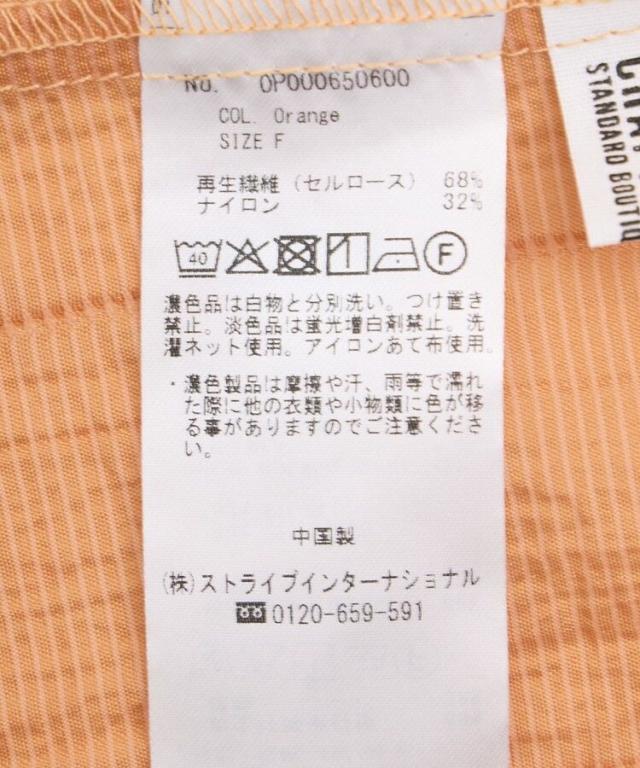 No. 0P000650600
COL. Orange
SIZE F
再生繊維（セルロース） 68%
ナイロン 32%
40
F
濃色品は白物と分別洗い。つけ置き
禁止。淡色品は蛍光増白剤禁止。洗
濯ネット使用。アイロンあて布使用。
・濃色製品は摩擦や汗、雨等で濡れ
た際に他の衣類や小物類に色が移
る事がありますのでご注意くださ
い。
中国製
(株)ストライプインターナショナル
0120-659-591
STANDARD BOUTIQ